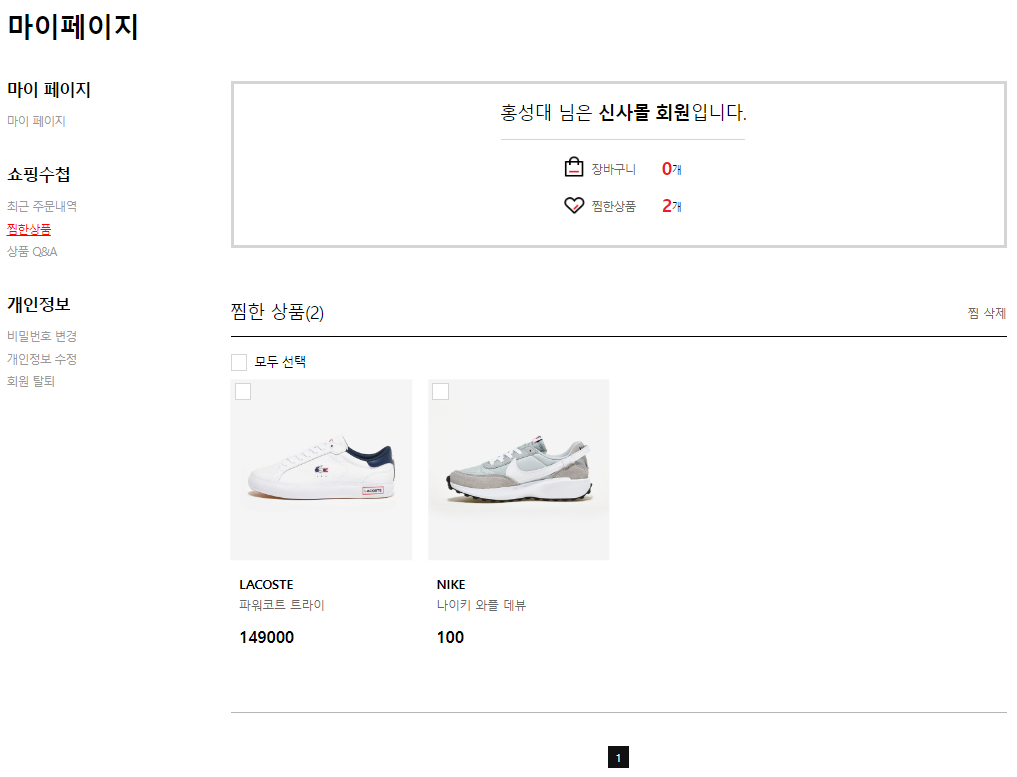 마이페이지
마이 페이지
마이 페이지
쇼핑수첩
최근 주문내역
찜한상품
상품 Q&A
개인정보
비밀번호 변경
개인정보 수정
회원 탈퇴
홍성대 님은 신사몰 회원입니다.
장바구니 0개
찜한상품 2개
찜한 상품(2)
찜 삭제
모두 선택
LACOSTE
LACOSTE
파워코트 트라이
149000
NIKE
나이키 와플 데뷰
100
1